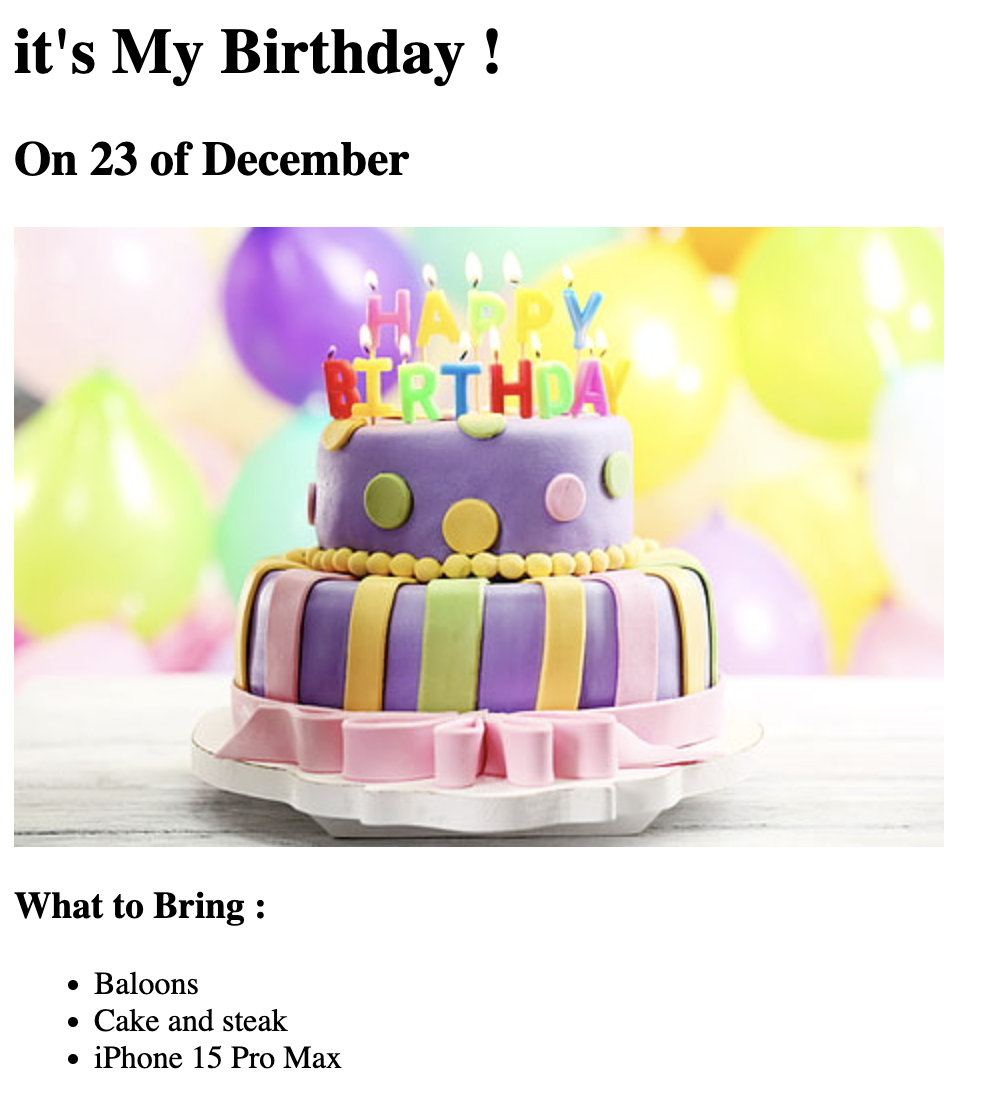 it's My Birthday !
On 23 of December
HAPPY
BIRTHDAY
What to Bring :
Baloons
Cake and steak
iPhone 15 Pro Max